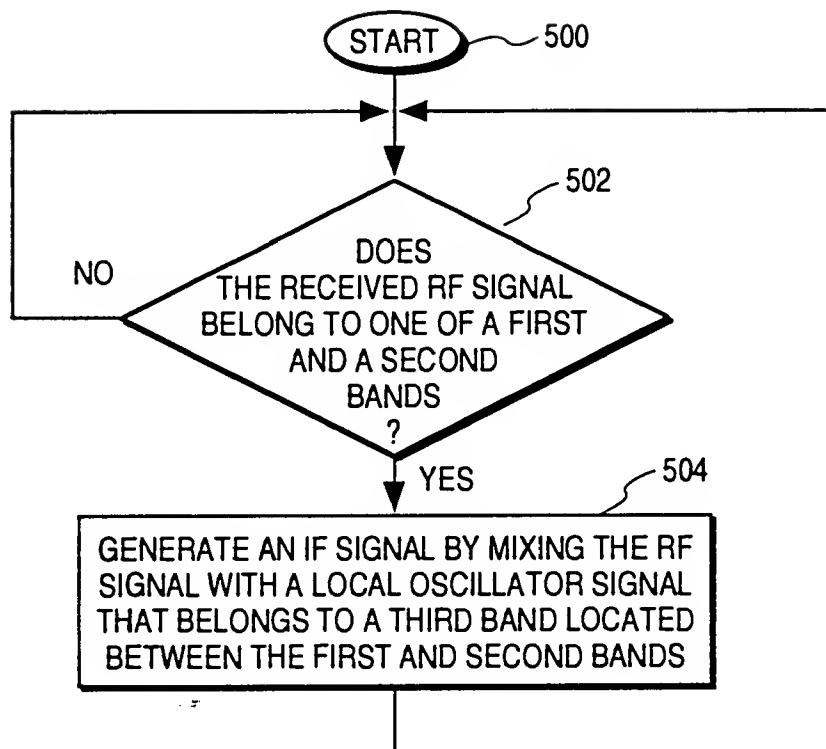 START
500
502
DOES
THE RECEIVED RF SIGNAL
BELONG TO ONE OF A FIRST
AND A SECOND
BANDS
?
NO
YES
504
GENERATE AN IF SIGNAL BY MIXING THE RF
SIGNAL WITH A LOCAL OSCILLATOR SIGNAL
THAT BELONGS TO A THIRD BAND LOCATED
BETWEEN THE FIRST AND SECOND BANDS